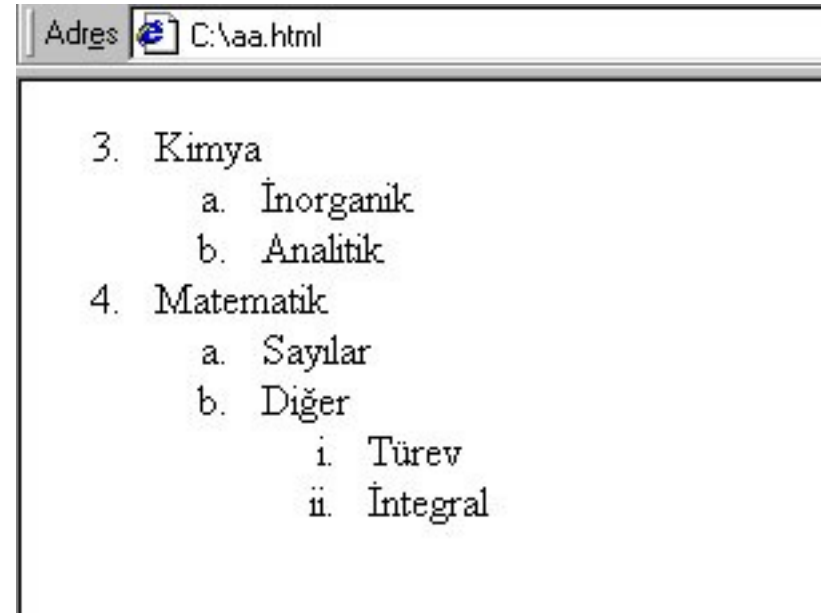 Adres C:\aa.html
3. Kimya
a. İnorganik
b. Analitik
4. Matematik
a. Sayılar
b. Diğer
i. Türev
ii. İntegral